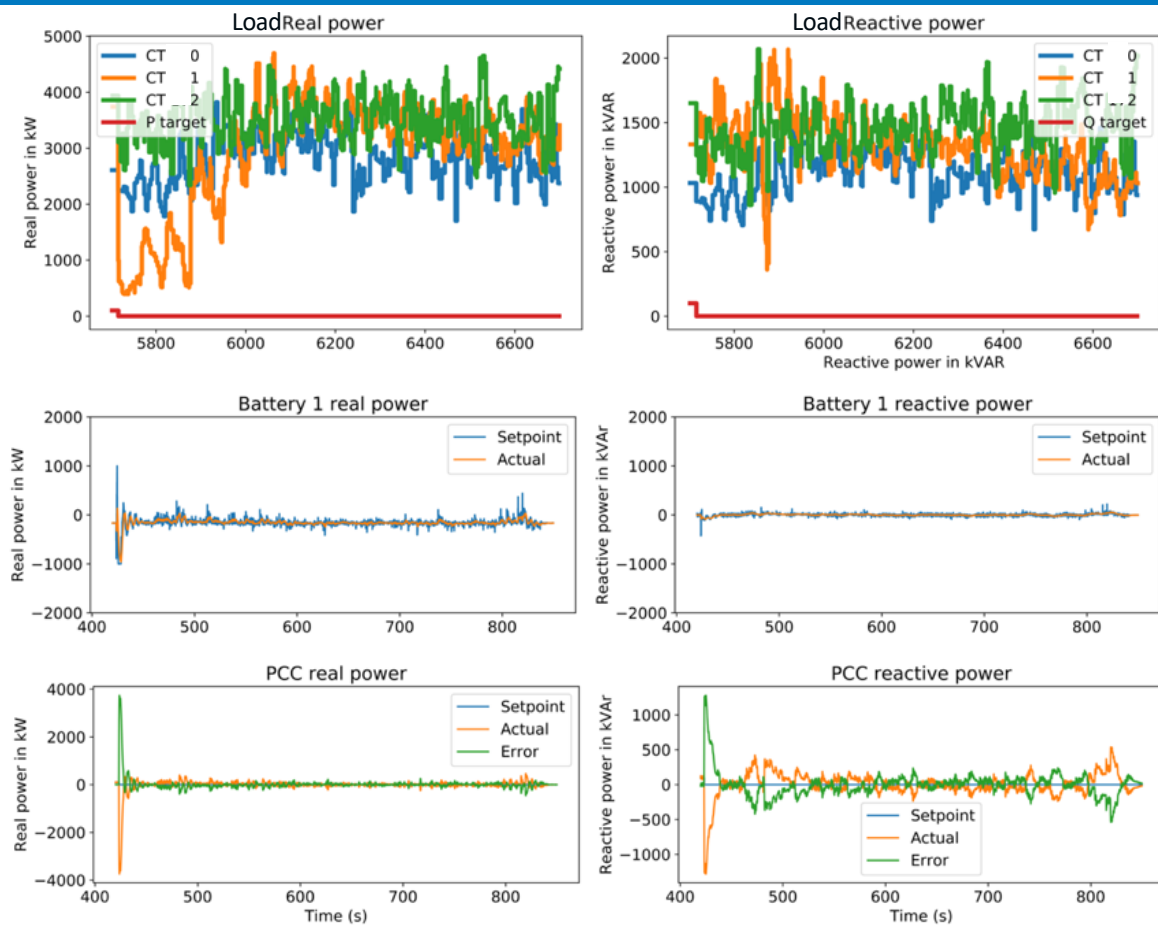 LoadReal power
Real power in kW
5000
4000
3000
2000
1000
0
CT 0
CT 1
CT 2
P target
5800 6000 6200 6400 6600
LoadReactive power
Reactive power in kVAR
2000
1500
1000
500
0
CT 0
CT 1
CT 2
Q target
5800 6000 6200 6400 6600
Reactive power in kVAR
Battery 1 real power
Real power in kW
2000
1000
0
−1000
−2000
Setpoint
Actual
400 500 600 700 800
Battery 1 reactive power
Reactive power in kVAr
2000
1000
0
−1000
−2000
Setpoint
Actual
400 500 600 700 800
PCC real power
Real power in kW
4000
2000
0
−2000
−4000
Setpoint
Actual
Error
400 500 600 700 800
Time (s)
PCC reactive power
Reactive power in kVAr
1000
500
0
−500
−1000
Setpoint
Actual
Error
400 500 600 700 800
Time (s)